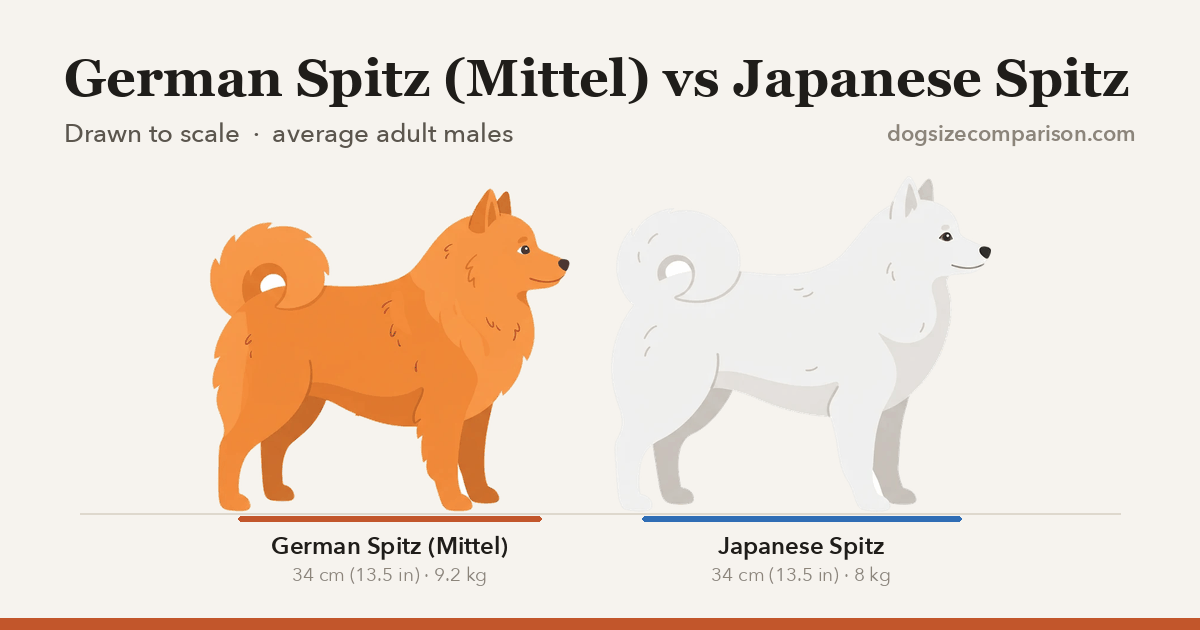 German Spitz (Mittel) vs Japanese Spitz
Drawn to scale · average adult males
dogsizecomparison.com
German Spitz (Mittel)
34 cm (13.5 in) · 9.2 kg
Japanese Spitz
34 cm (13.5 in) · 8 kg